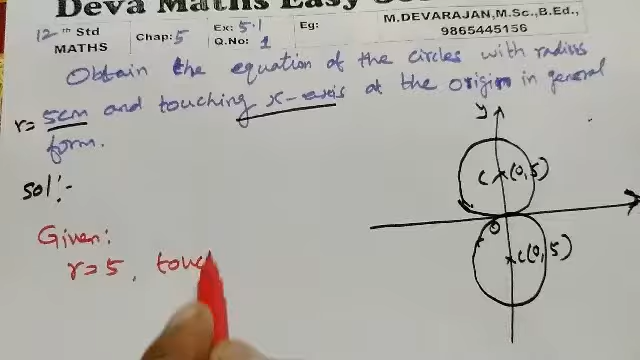 Deva Maths Easy
12 th Std
MATHS
Chap: 5
Ex: 5.1
Q.No: 1
Eg:
M.DEVARAJAN,M.Sc.,B.Ed.,
9865445156
Obtain the equation of the circles with radius
r= 5cm and touching x-axis at the origin in general
form.
sol:-
Given:
r=5, touc
y
C (0,5)
O
C(0,5)